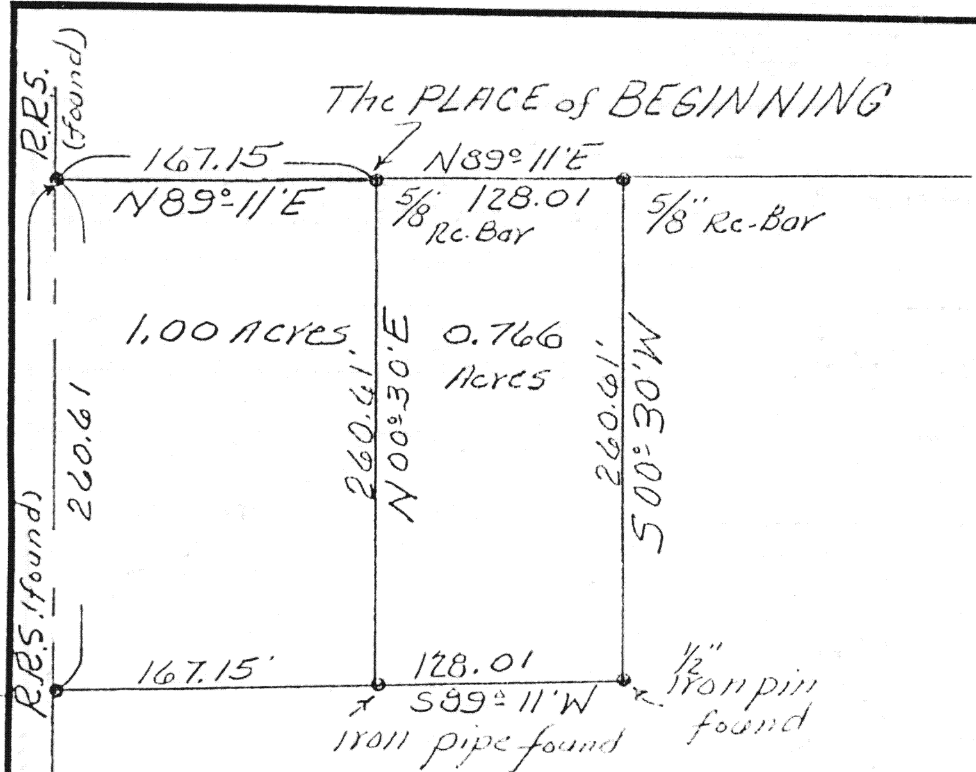 R.R.S.
(found)
The PLACE of BEGINNING
167.15
N89°11'E
N89°-11'E
128.01
5/8
Re-Bar
5/8" Re-Bar
1.00 Acres
0.766
Acres
260.61
260.61'
N00°30'E
260.61'
S00°30'W
R.R.S. (found)
167.15'
128.01
S89°11'W
1/2"
Iron pin
found
Iron pipe found